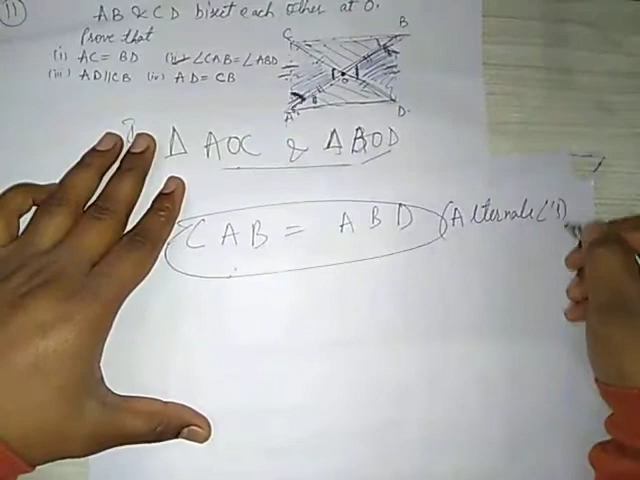 11 AB & CD bisect each other at O.
Prove that
(i) AC = BD (ii) ∠CAB = ∠ABD
(iii) AD∥CB (iv) AD = CB
C B
O
A D
Δ AOC & Δ BOD
CAB = ABD (Alternate ∠'s)